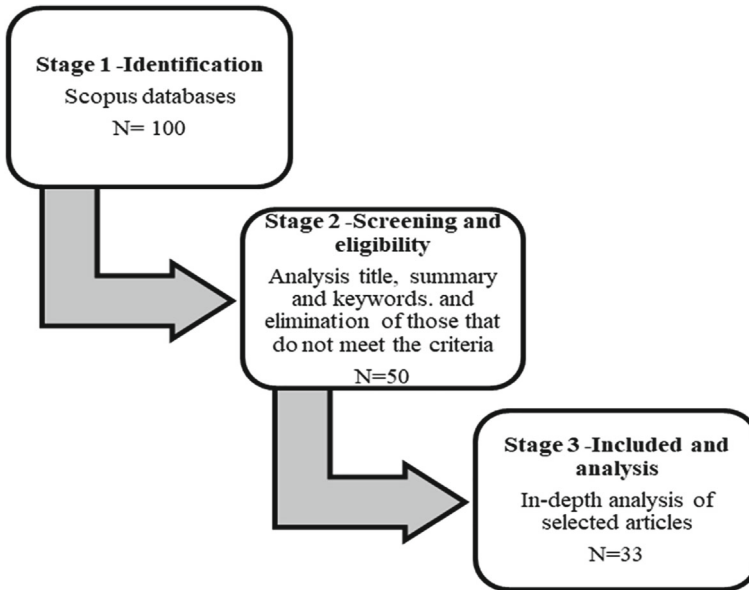 Stage 1 -Identification
Scopus databases
N= 100
Stage 2 -Screening and
eligibility
Analysis title, summary
and keywords. and
elimination of those that
do not meet the criteria
N=50
Stage 3 -Included and
analysis
In-depth analysis of
selected articles
N=33